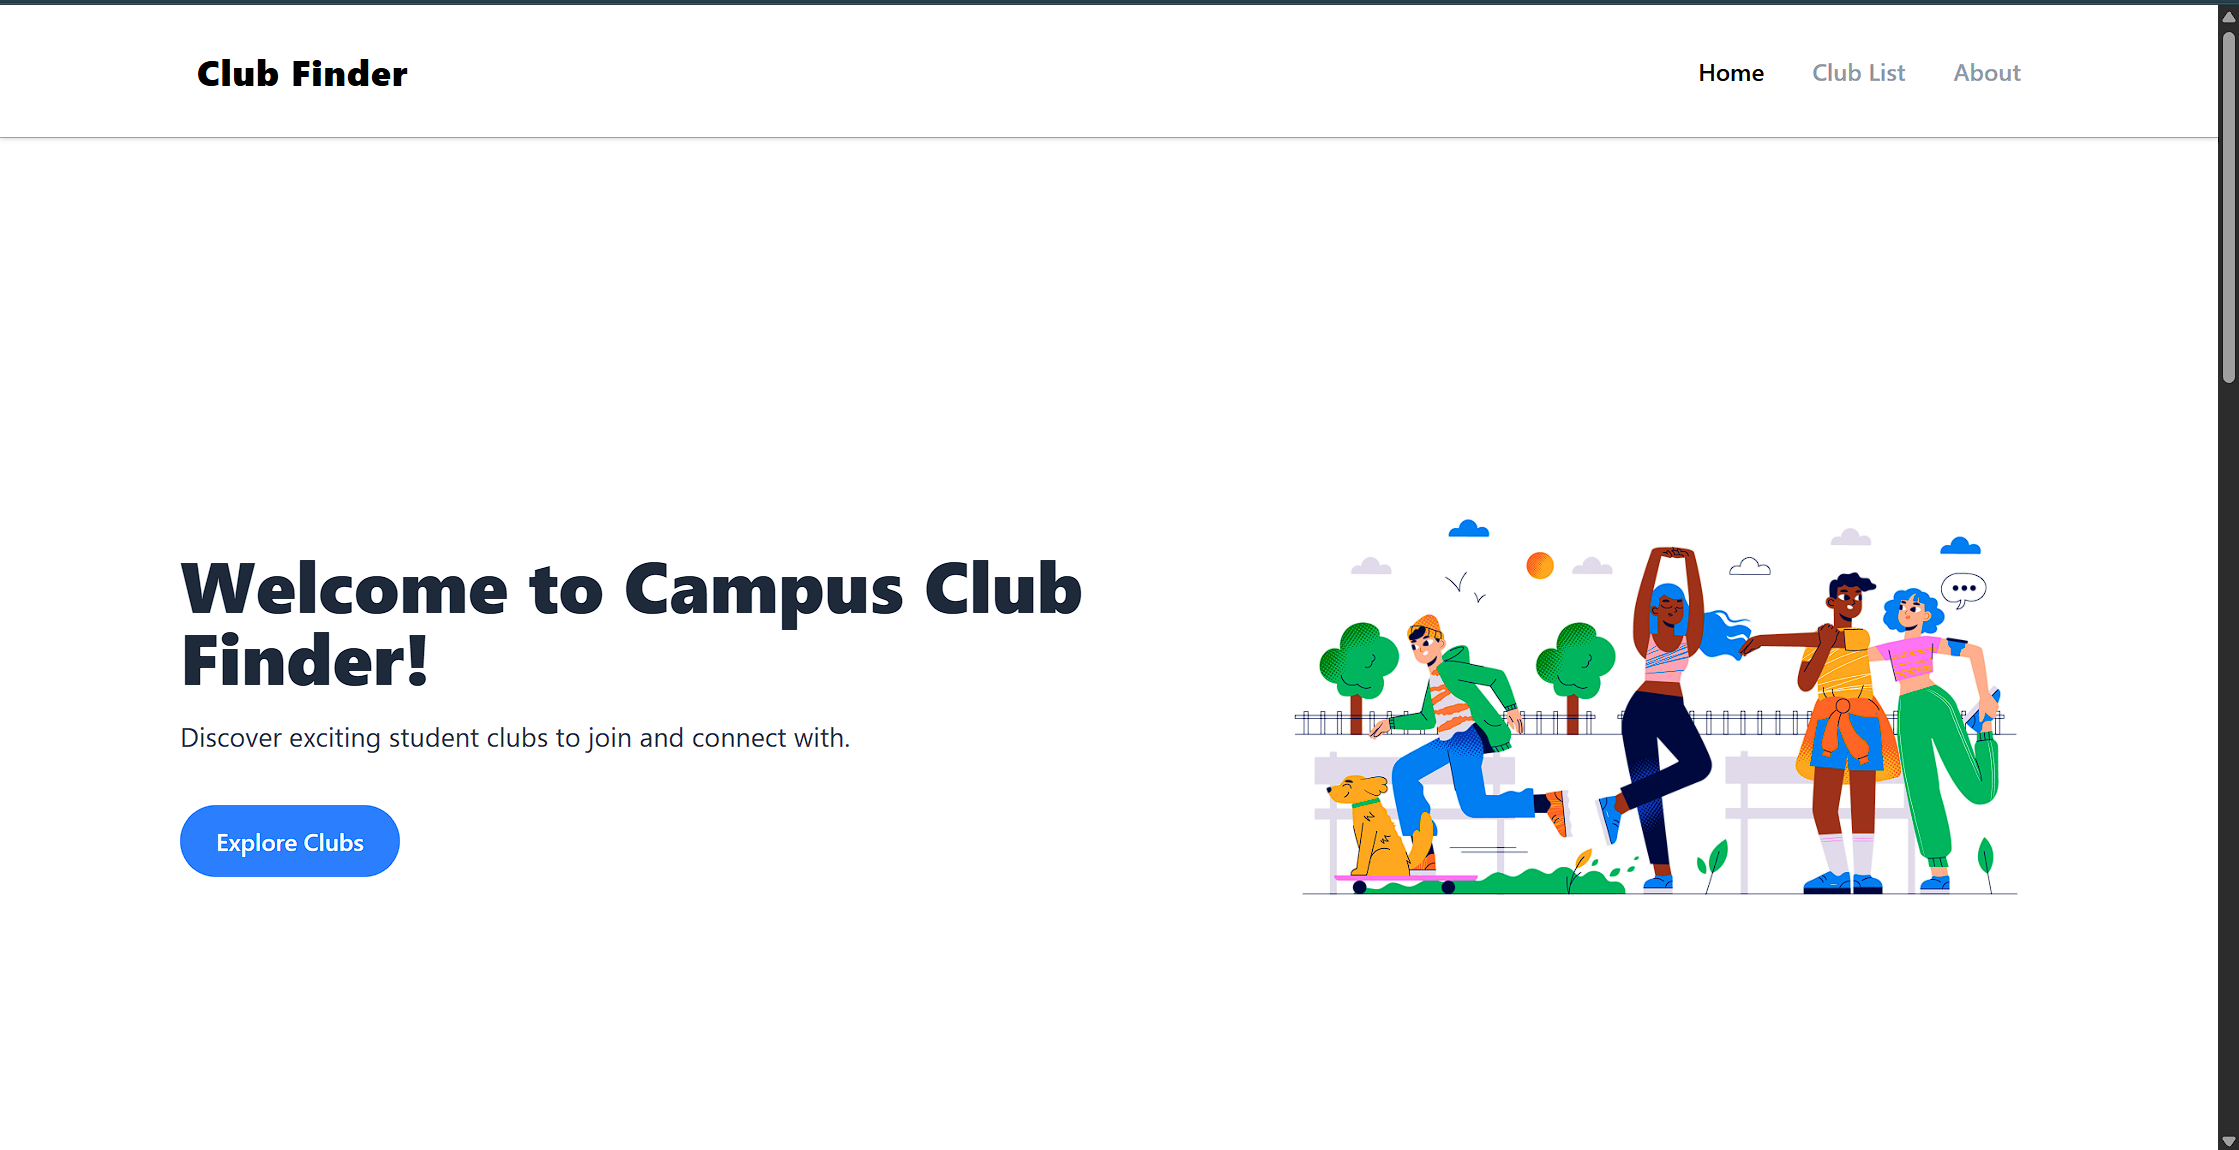 Club Finder
Home Club List About
Welcome to Campus Club
Finder!
Discover exciting student clubs to join and connect with.
Explore Clubs